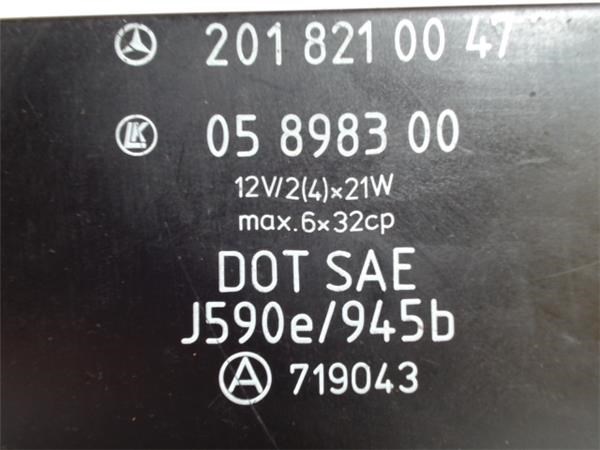 201 821 00 47
LK 05 8983 00
12V/2(4)×21W
max.6×32cp
DOT SAE
J590e/945b
A 719043